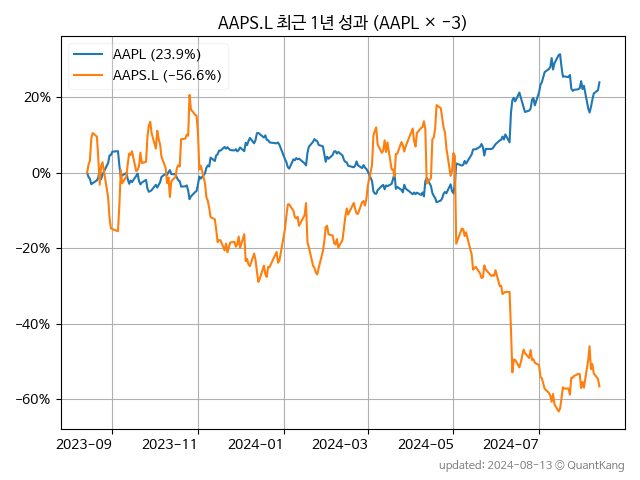 AAPS.L 최근 1년 성과 (AAPL × −3)
AAPL (23.9%)
AAPS.L (−56.6%)
20%
0%
−20%
−40%
−60%
2023−09 2023−11 2024−01 2024−03 2024−05 2024−07
updated: 2024−08−13 © QuantKang